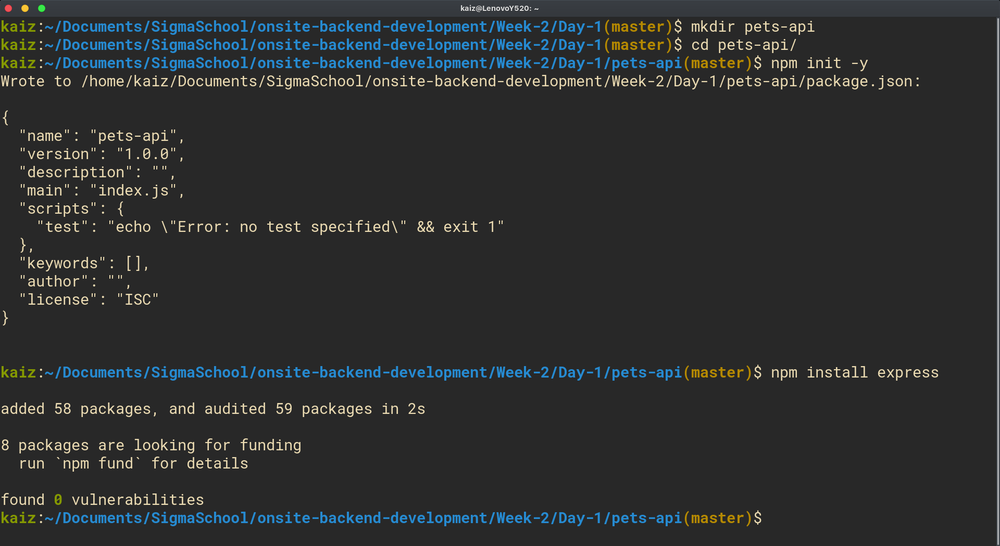 kaiz@LenovoY520: ~
kaiz:~/Documents/SigmaSchool/onsite-backend-development/Week-2/Day-1(master)$ mkdir pets-api
kaiz:~/Documents/SigmaSchool/onsite-backend-development/Week-2/Day-1(master)$ cd pets-api/
kaiz:~/Documents/SigmaSchool/onsite-backend-development/Week-2/Day-1/pets-api(master)$ npm init -y
Wrote to /home/kaiz/Documents/SigmaSchool/onsite-backend-development/Week-2/Day-1/pets-api/package.json:
{
  "name": "pets-api",
  "version": "1.0.0",
  "description": "",
  "main": "index.js",
  "scripts": {
    "test": "echo \"Error: no test specified\" && exit 1"
  },
  "keywords": [],
  "author": "",
  "license": "ISC"
}
kaiz:~/Documents/SigmaSchool/onsite-backend-development/Week-2/Day-1/pets-api(master)$ npm install express
added 58 packages, and audited 59 packages in 2s
8 packages are looking for funding
  run `npm fund` for details
found 0 vulnerabilities
kaiz:~/Documents/SigmaSchool/onsite-backend-development/Week-2/Day-1/pets-api(master)$